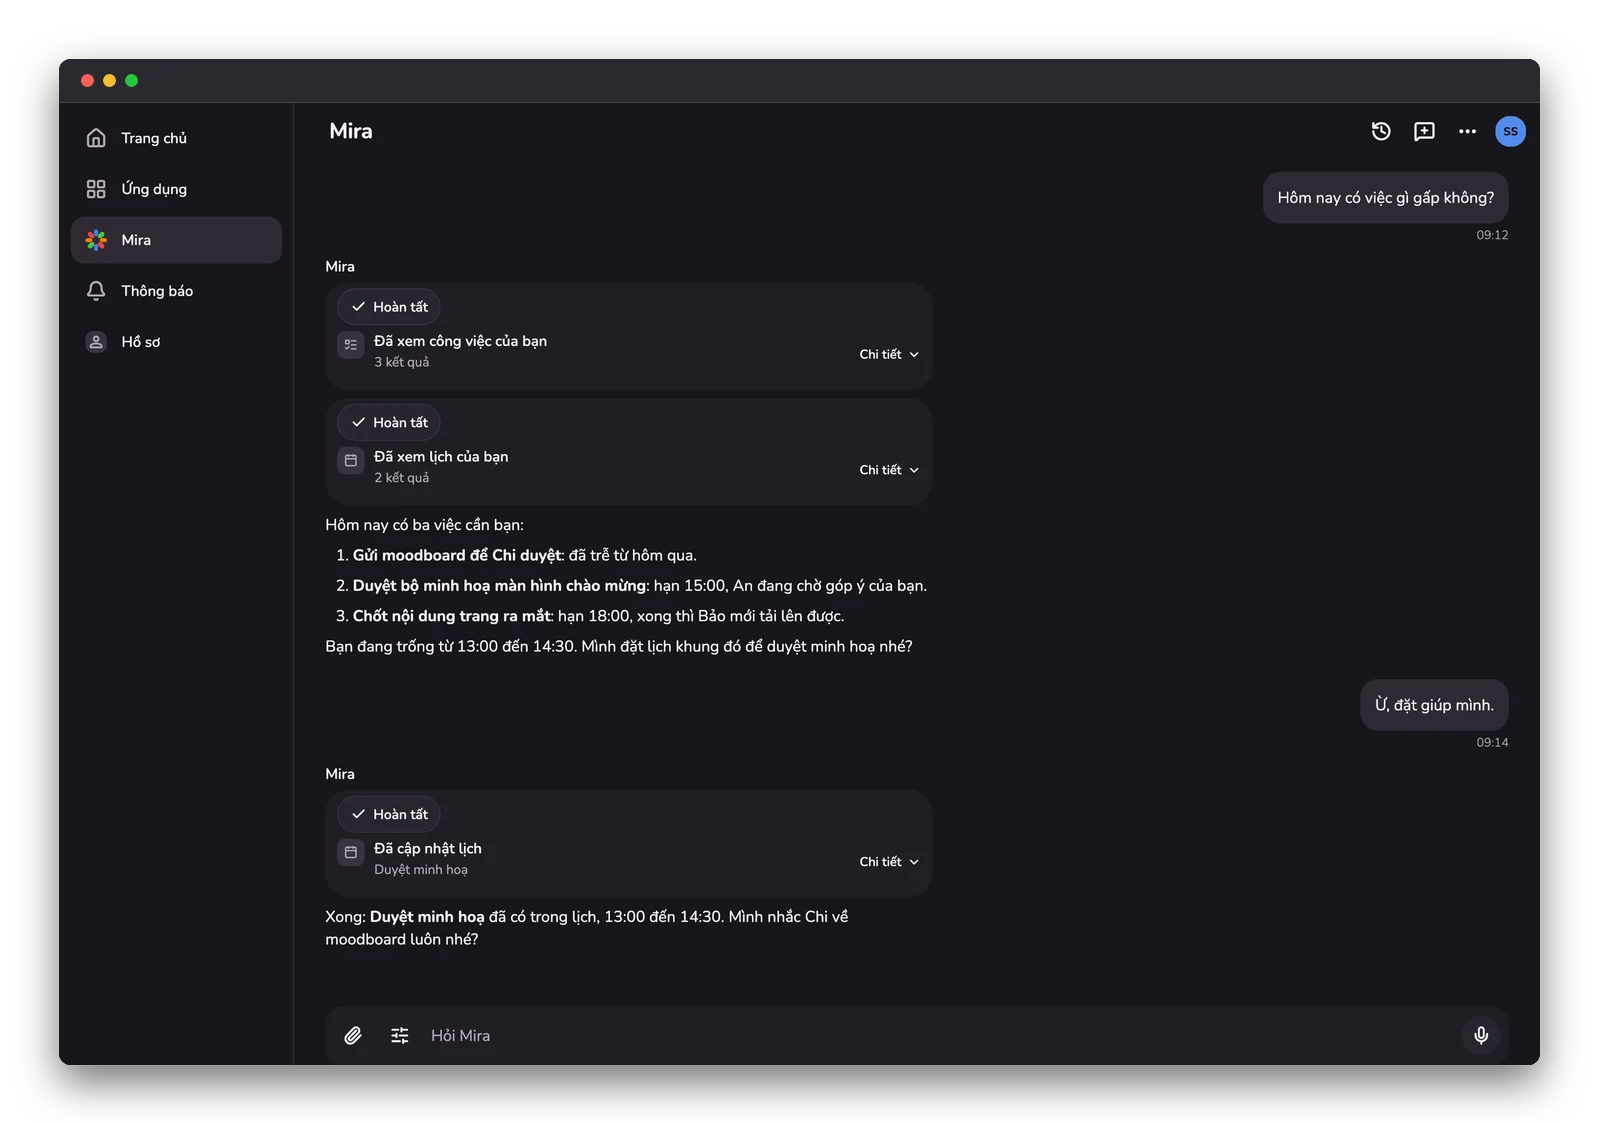 Trang chủ
Ứng dụng
Mira
Thông báo
Hồ sơ
Mira
SS
Hôm nay có việc gì gấp không?
09:12
Mira
Hoàn tất
Đã xem công việc của bạn
3 kết quả
Chi tiết
Hoàn tất
Đã xem lịch của bạn
2 kết quả
Chi tiết
Hôm nay có ba việc cần bạn:
1. Gửi moodboard để Chi duyệt: đã trễ từ hôm qua.
2. Duyệt bộ minh hoạ màn hình chào mừng: hạn 15:00, An đang chờ góp ý của bạn.
3. Chốt nội dung trang ra mắt: hạn 18:00, xong thì Bảo mới tải lên được.
Bạn đang trống từ 13:00 đến 14:30. Mình đặt lịch khung đó để duyệt minh hoạ nhé?
Ừ, đặt giúp mình.
09:14
Mira
Hoàn tất
Đã cập nhật lịch
Duyệt minh hoạ
Chi tiết
Xong: Duyệt minh hoạ đã có trong lịch, 13:00 đến 14:30. Mình nhắc Chi về
moodboard luôn nhé?
Hỏi Mira